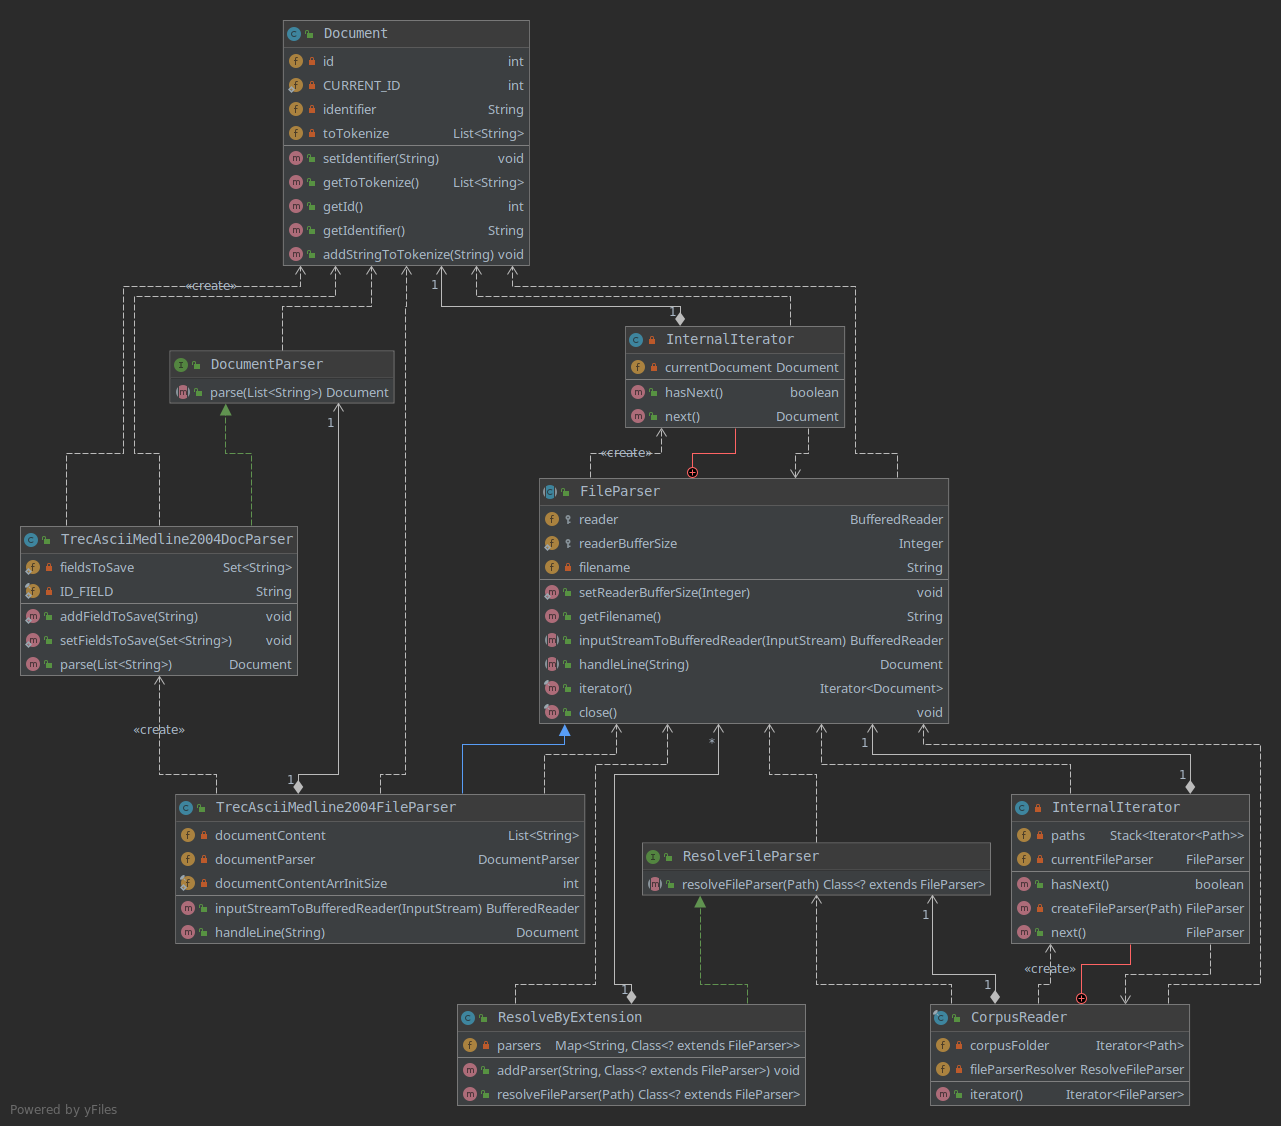 Document
id int
CURRENT_ID int
identifier String
toTokenize List<String>
setIdentifier(String) void
getToTokenize() List<String>
getId() int
getIdentifier() String
addStringToTokenize(String) void
«create»
1
1
InternalIterator
currentDocument Document
hasNext() boolean
next() Document
DocumentParser
parse(List<String>) Document
1
«create»
FileParser
reader BufferedReader
readerBufferSize Integer
filename String
setReaderBufferSize(Integer) void
getFilename() String
inputStreamToBufferedReader(InputStream) BufferedReader
handleLine(String) Document
iterator() Iterator<Document>
close() void
TrecAsciiMedline2004DocParser
fieldsToSave Set<String>
ID_FIELD String
addFieldToSave(String) void
setFieldsToSave(Set<String>) void
parse(List<String>) Document
«create»
1
*
1
1
TrecAsciiMedline2004FileParser
documentContent List<String>
documentParser DocumentParser
documentContentArrInitSize int
inputStreamToBufferedReader(InputStream) BufferedReader
handleLine(String) Document
InternalIterator
paths Stack<Iterator<Path>>
currentFileParser FileParser
hasNext() boolean
createFileParser(Path) FileParser
next() FileParser
ResolveFileParser
resolveFileParser(Path) Class<? extends FileParser>
1
«create»
1
1
ResolveByExtension
parsers Map<String, Class<? extends FileParser>>
addParser(String, Class<? extends FileParser>) void
resolveFileParser(Path) Class<? extends FileParser>
CorpusReader
corpusFolder Iterator<Path>
fileParserResolver ResolveFileParser
iterator() Iterator<FileParser>
Powered by yFiles